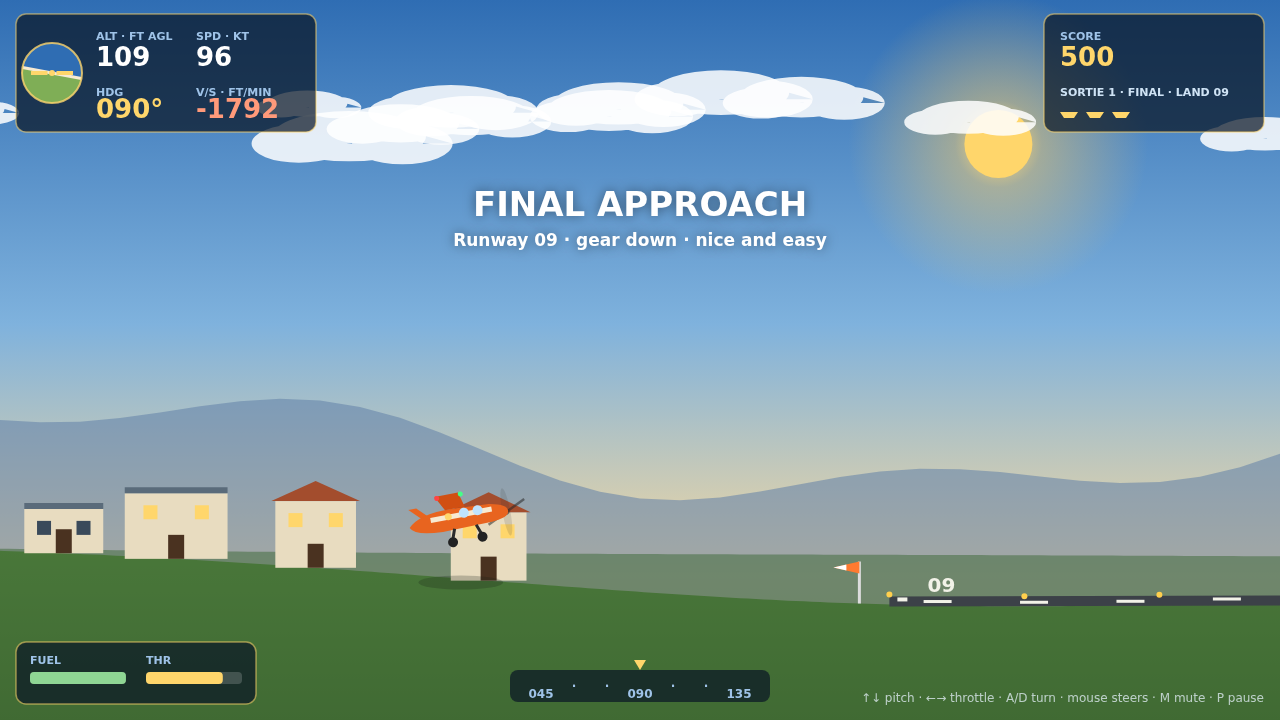 ALT · FT AGL SPD · KT
109 96
HDG V/S · FT/MIN
090° -1792
SCORE
500
SORTIE 1 · FINAL · LAND 09
FINAL APPROACH
Runway 09 · gear down · nice and easy
09
FUEL THR
045 · · 090 · · 135
↑↓ pitch · ←→ throttle · A/D turn · mouse steers · M mute · P pause